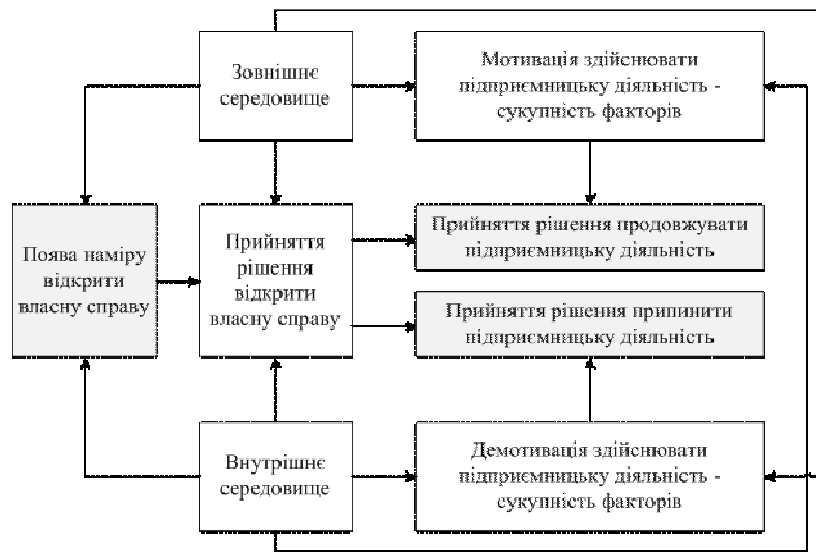 Зовнішнє
середовище
Мотивація здійснювати
підприємницьку діяльність -
сукупність факторів
Поява наміру
відкрити
власну справу
Прийняття
рішення
відкрити
власну справу
Прийняття рішення продовжувати
підприємницьку діяльність
Прийняття рішення припинити
підприємницьку діяльність
Внутрішнє
середовище
Демотивація здійснювати
підприємницьку діяльність -
сукупність факторів